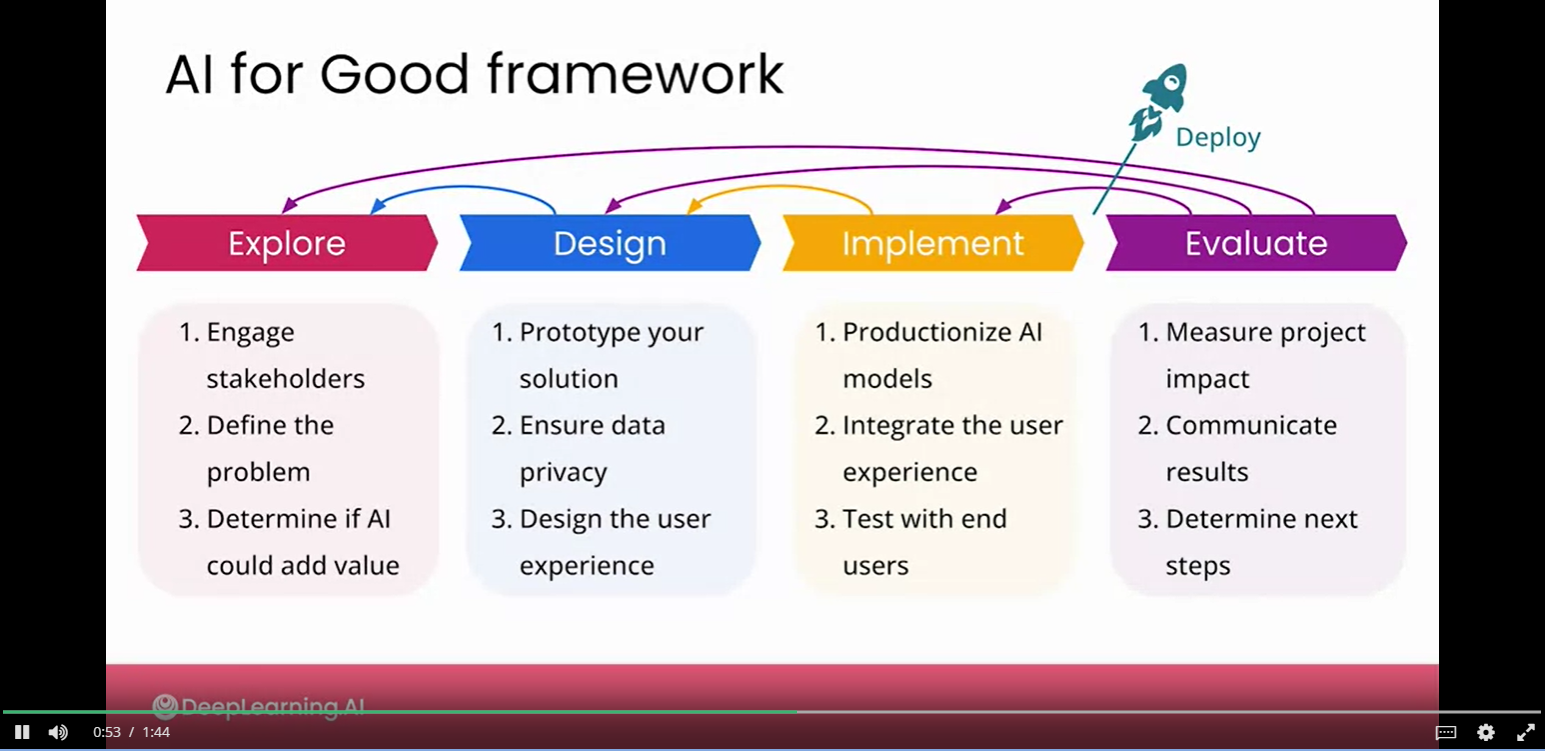 AI for Good framework
Deploy
Explore
Design
Implement
Evaluate
1. Engage
stakeholders
2. Define the
problem
3. Determine if AI
could add value
1. Prototype your
solution
2. Ensure data
privacy
3. Design the user
experience
1. Productionize AI
models
2. Integrate the user
experience
3. Test with end
users
1. Measure project
impact
2. Communicate
results
3. Determine next
steps
DeepLearning.AI
0:53 / 1:44